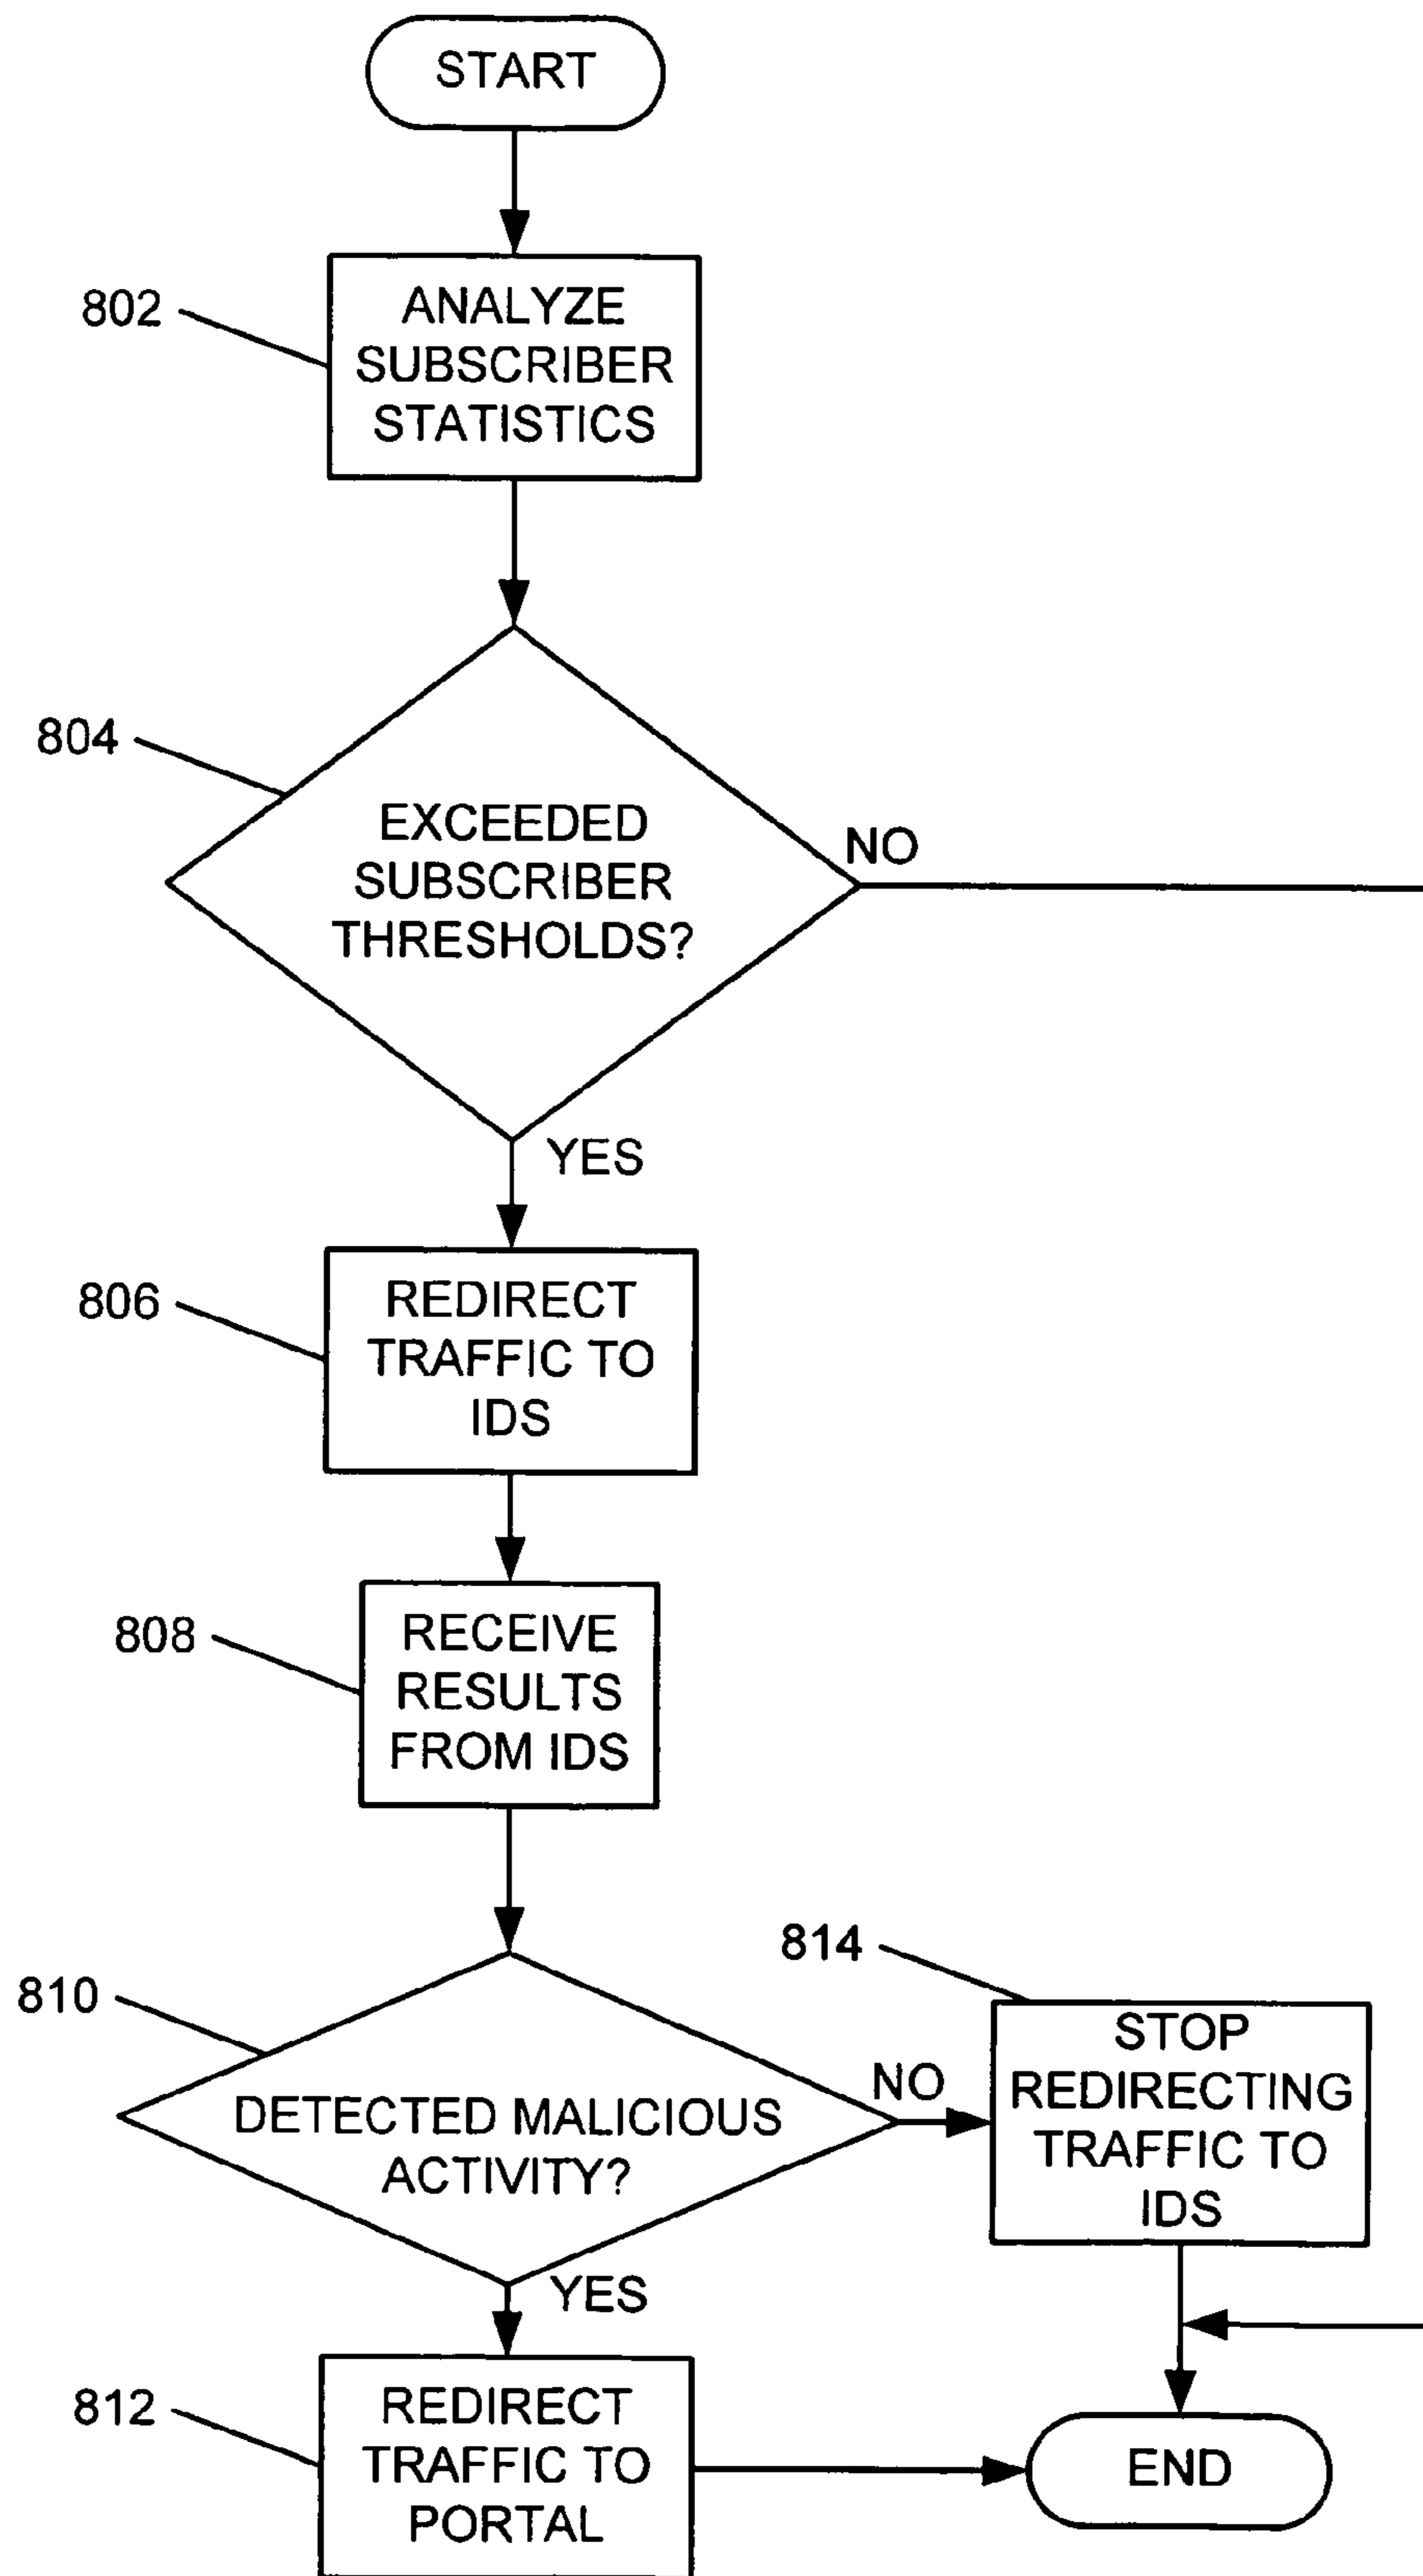 START
802
ANALYZE
SUBSCRIBER
STATISTICS
804
EXCEEDED
SUBSCRIBER
THRESHOLDS?
NO
YES
806
REDIRECT
TRAFFIC TO
IDS
808
RECEIVE
RESULTS
FROM IDS
810
DETECTED MALICIOUS
ACTIVITY?
NO
814
STOP
REDIRECTING
TRAFFIC TO
IDS
YES
812
REDIRECT
TRAFFIC TO
PORTAL
END